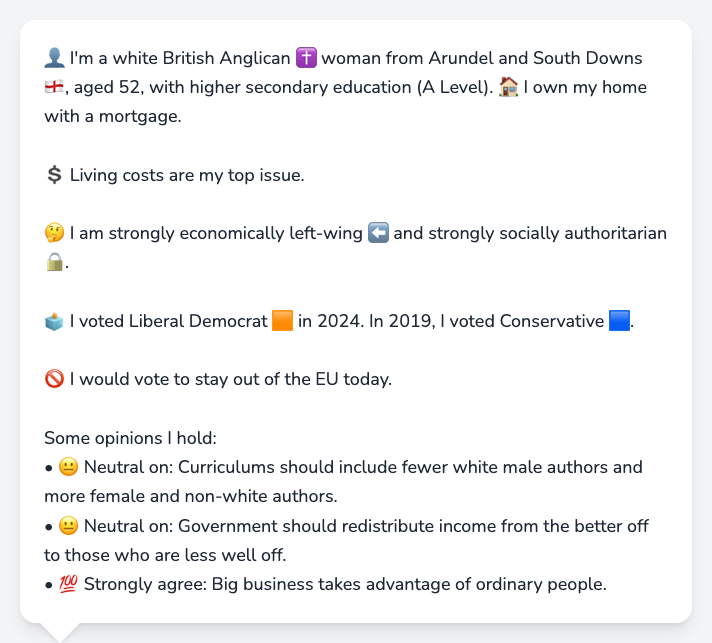 👤 I'm a white British Anglican ✝️ woman from Arundel and South Downs
🏴󠁧󠁢󠁥󠁮󠁧󠁿, aged 52, with higher secondary education (A Level). 🏠 I own my home
with a mortgage.
💲 Living costs are my top issue.
🤔 I am strongly economically left-wing ⬅️ and strongly socially authoritarian
🔒.
🗳️ I voted Liberal Democrat 🟧 in 2024. In 2019, I voted Conservative 🟦.
🚫 I would vote to stay out of the EU today.
Some opinions I hold:
• 😐 Neutral on: Curriculums should include fewer white male authors and
more female and non-white authors.
• 😐 Neutral on: Government should redistribute income from the better off
to those who are less well off.
• 💯 Strongly agree: Big business takes advantage of ordinary people.